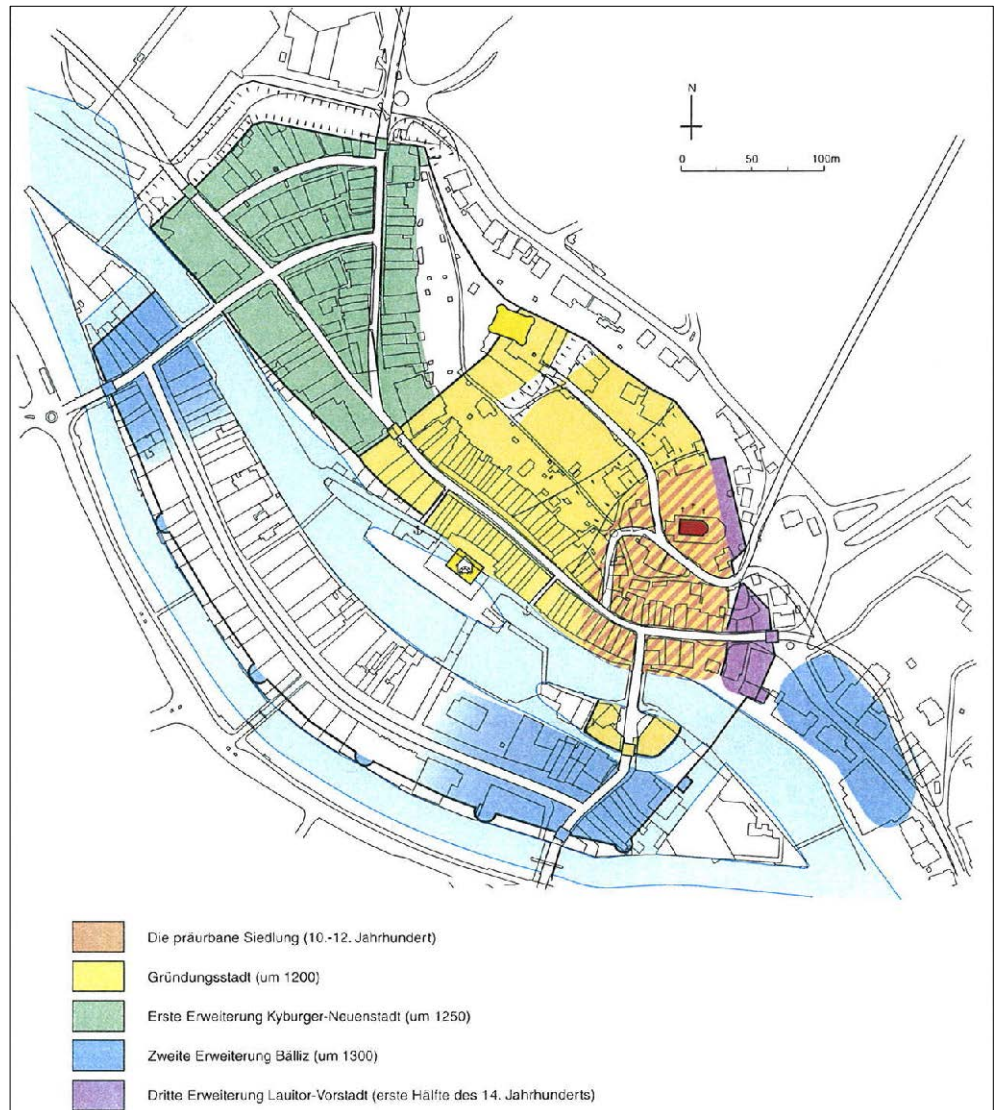 N
0 50 100m
Die präurbane Siedlung (10.-12. Jahrhundert)
Gründungsstadt (um 1200)
Erste Erweiterung Kyburger-Neuenstadt (um 1250)
Zweite Erweiterung Bälliz (um 1300)
Dritte Erweiterung Lauitor-Vorstadt (erste Hälfte des 14. Jahrhunderts)